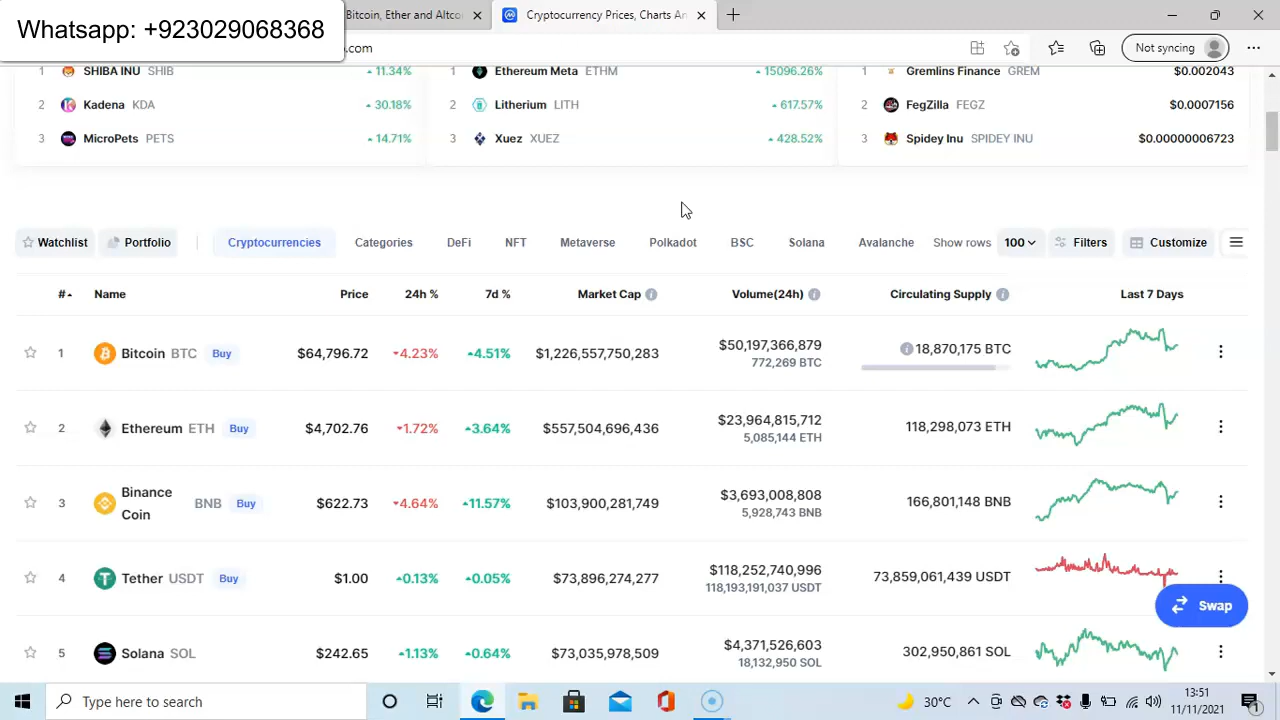 Whatsapp: +923029068368
Bitcoin, Ether and Altco
Cryptocurrency Prices, Charts An
.com
Not syncing
1 SHIBA INU SHIB 11.34%
1 Ethereum Meta ETHM 15096.26%
1 Gremlins Finance GREM $0.002043
2 Kadena KDA 30.18%
2 Litherium LITH 617.57%
2 FegZilla FEGZ $0.0007156
3 MicroPets PETS 14.71%
3 Xuez XUEZ 428.52%
3 Spidey Inu SPIDEY INU $0.00000006723
Watchlist Portfolio Cryptocurrencies Categories DeFi NFT Metaverse Polkadot BSC Solana Avalanche Show rows 100 Filters Customize
# Name Price 24h % 7d % Market Cap Volume(24h) Circulating Supply Last 7 Days
1 Bitcoin BTC Buy $64,796.72 4.23% 4.51% $1,226,557,750,283 $50,197,366,879 18,870,175 BTC
772,269 BTC
2 Ethereum ETH Buy $4,702.76 1.72% 3.64% $557,504,696,436 $23,964,815,712 118,298,073 ETH
5,085,144 ETH
3 Binance Coin BNB Buy $622.73 4.64% 11.57% $103,900,281,749 $3,693,008,808 166,801,148 BNB
5,928,743 BNB
4 Tether USDT Buy $1.00 0.13% 0.05% $73,896,274,277 $118,252,740,996 73,859,061,439 USDT
118,193,191,037 USDT
Swap
5 Solana SOL $242.65 1.13% 0.64% $73,035,978,509 $4,371,526,603 302,950,861 SOL
18,132,950 SOL
Type here to search
30°C
13:51
11/11/2021
1